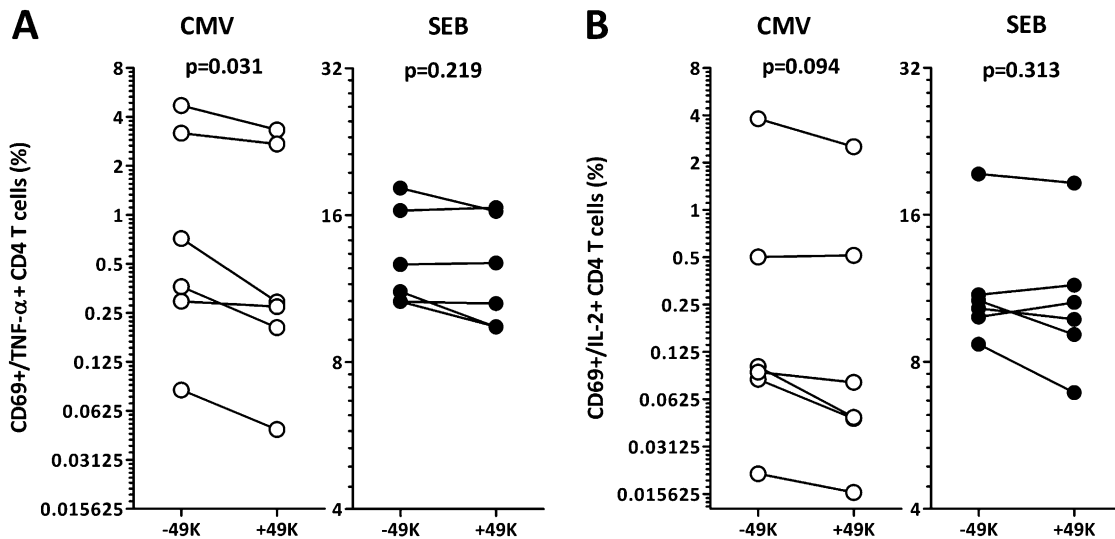 A
CMV
SEB
p=0.031
p=0.219
CD69+/TNF-α+ CD4 T cells (%)
8
4
2
1
0.5
0.25
0.125
0.0625
0.03125
0.015625
32
16
8
4
-49K
+49K
-49K
+49K
B
CMV
SEB
p=0.094
p=0.313
CD69+/IL-2+ CD4 T cells (%)
8
4
2
1
0.5
0.25
0.125
0.0625
0.03125
0.015625
32
16
8
4
-49K
+49K
-49K
+49K